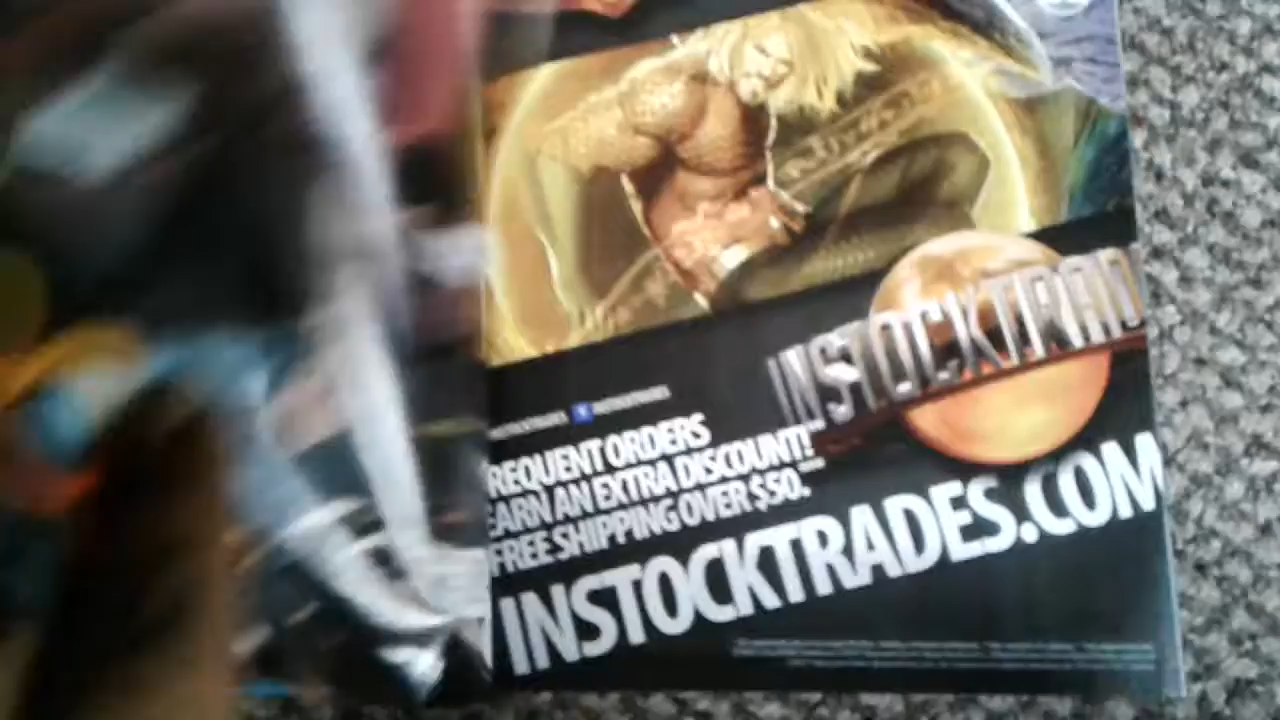 INSTOCKTRAD
REQUENT ORDERS
EARN AN EXTRA DISCOUNT!
FREE SHIPPING OVER $50.
INSTOCKTRADES.COM